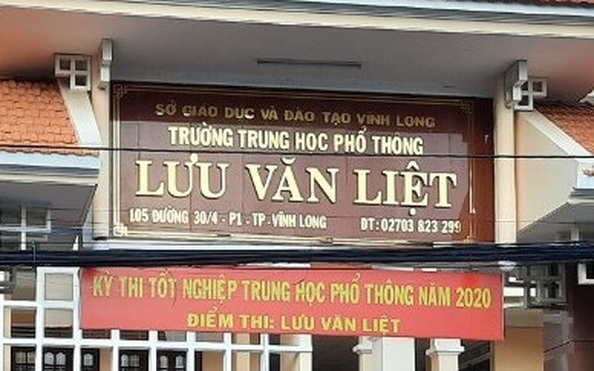 SỞ GIÁO DỤC VÀ ĐÀO TẠO VĨNH LONG
TRƯỜNG TRUNG HỌC PHỔ THÔNG
LƯU VĂN LIỆT
105 ĐƯỜNG 30/4 - P1 - TP VĨNH LONG ĐT: 02703 823 299
KỲ THI TỐT NGHIỆP TRUNG HỌC PHỔ THÔNG NĂM 2020
ĐIỂM THI: LƯU VĂN LIỆT